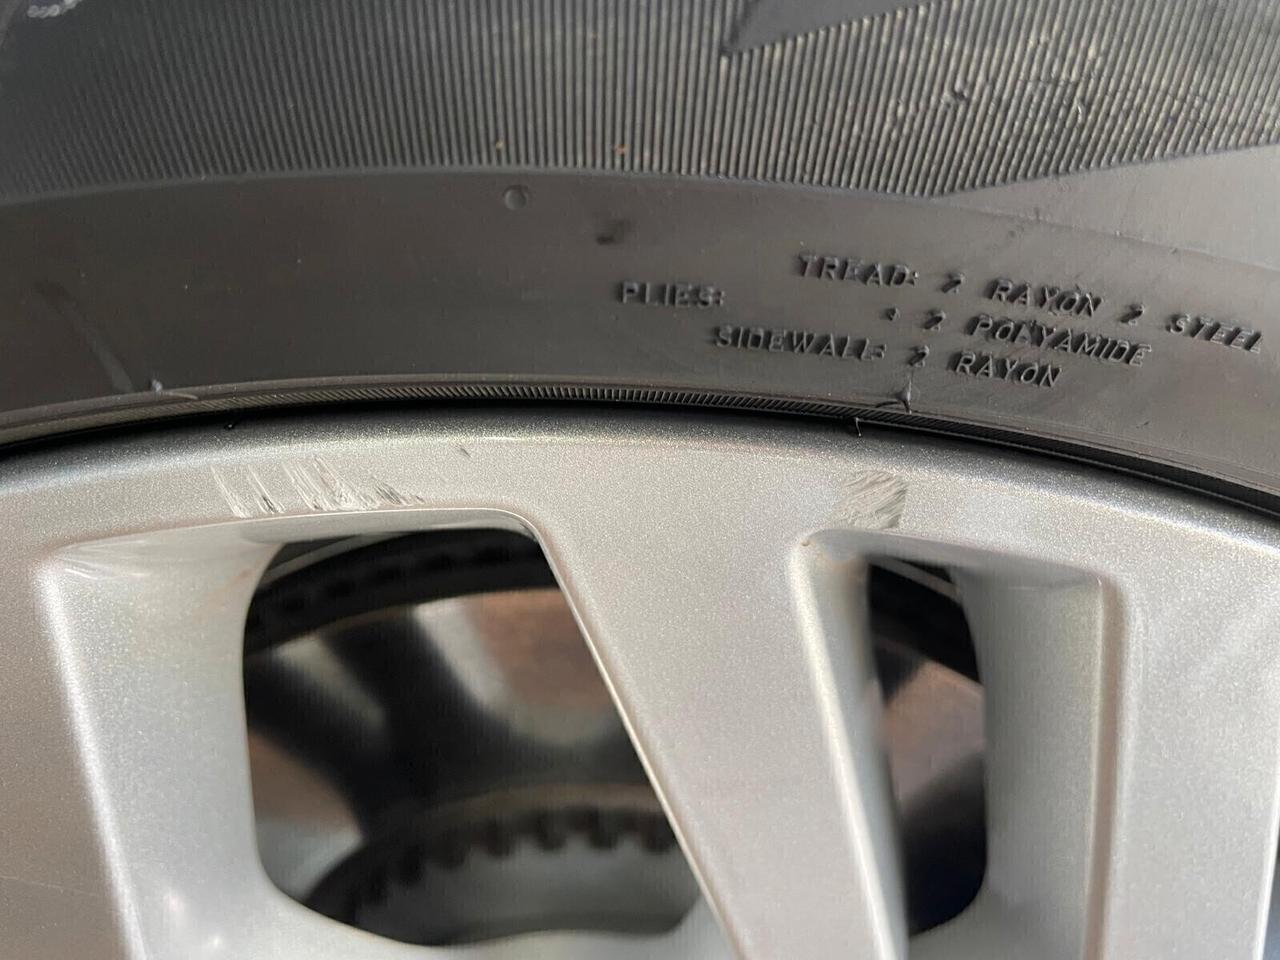 TREAD: 2 RAYON 2 STEEL
PLIES: + 2 POLYAMIDE
SIDEWALL: 2 RAYON